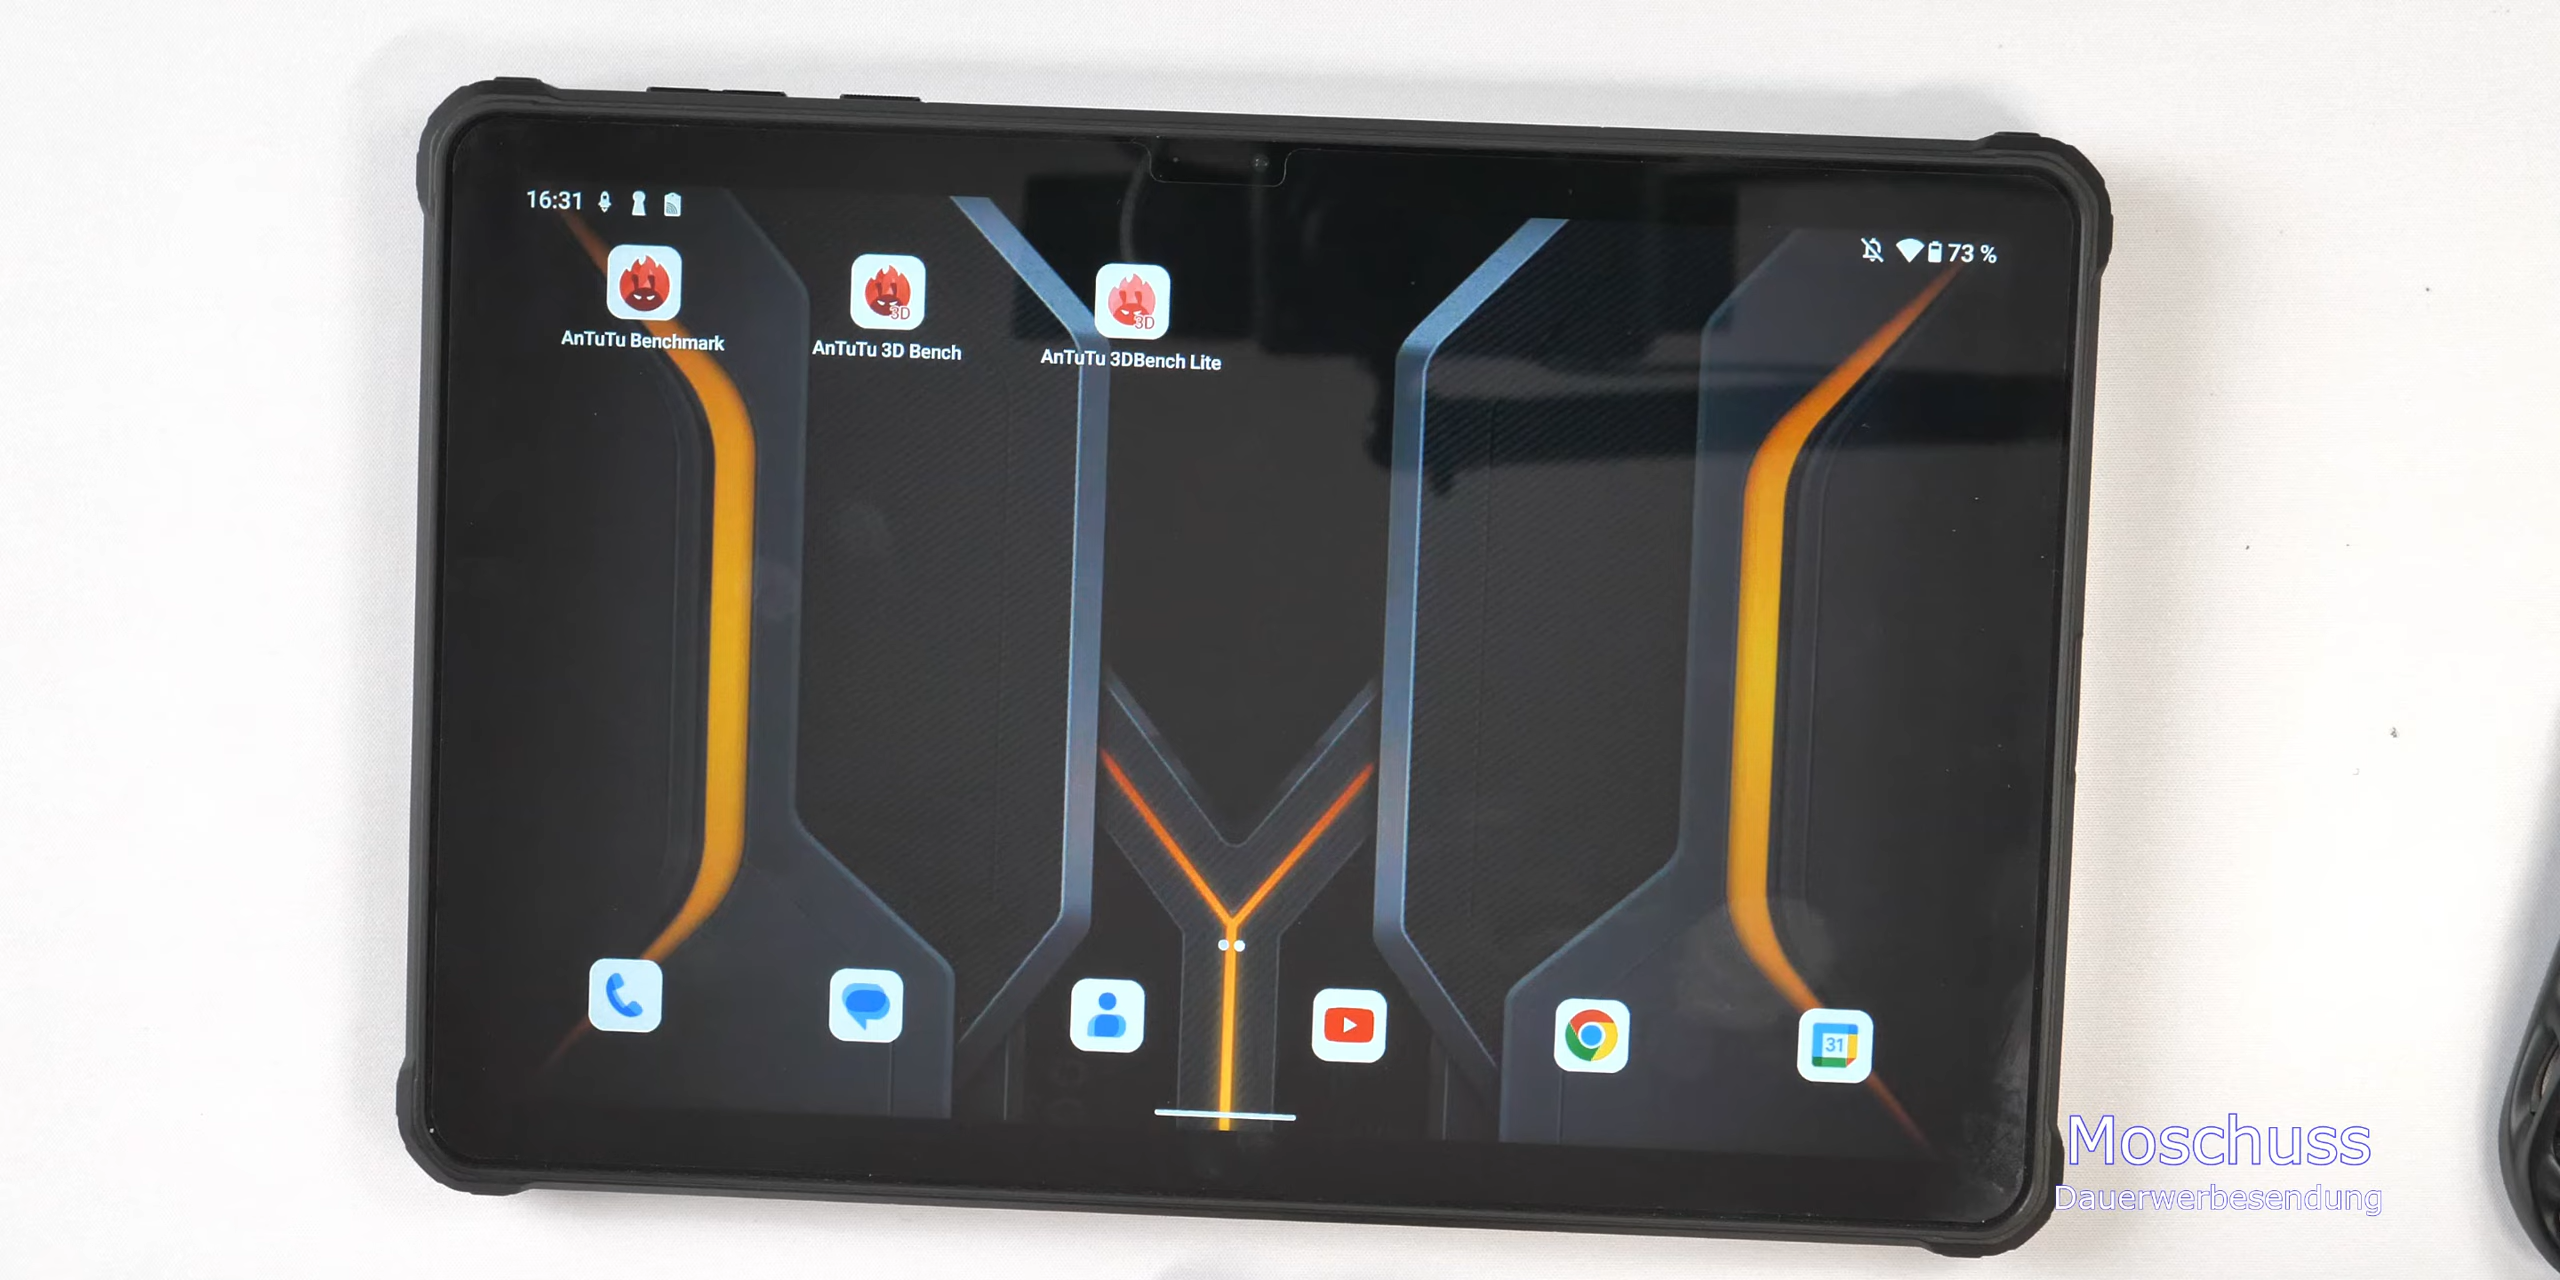 16:31
73 %
AnTuTu Benchmark
3D
AnTuTu 3D Bench
3D
AnTuTu 3DBench Lite
31
Moschuss
Dauerwerbesendung